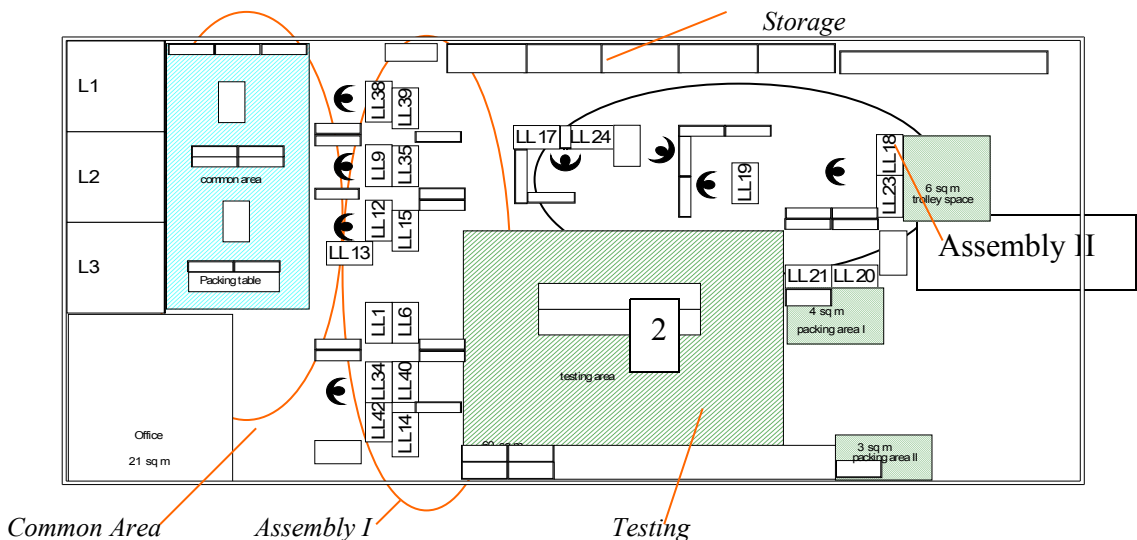 Storage
L1
LL38
LL39
LL 17
LL 24
LL9
LL35
LL18
L2
common area
LL19
LL23
6 sq m
trolley space
LL12
LL15
LL 13
Assembly II
L3
Packing table
LL 21
LL 20
4 sq m
packing area I
LL1
LL6
2
testing area
LL34
LL40
LL42
LL14
Office
21 sq m
3 sq m
packing area II
Common Area
Assembly I
Testing